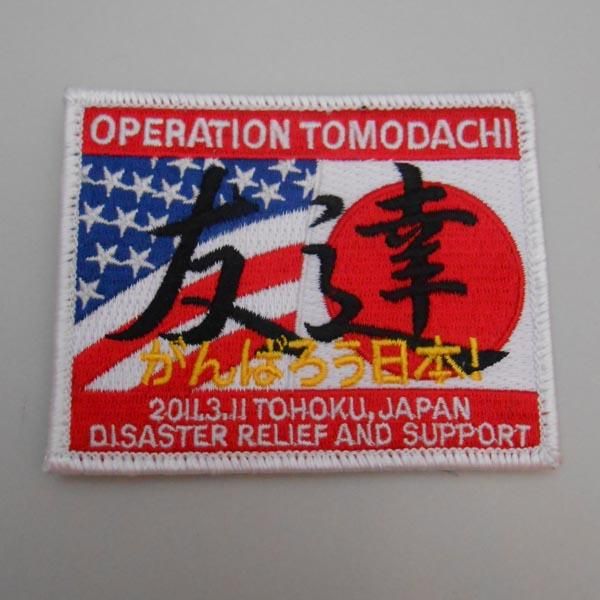 OPERATION TOMODACHI
友達
がんばろう日本!
2011.3.11 TOHOKU, JAPAN
DISASTER RELIEF AND SUPPORT